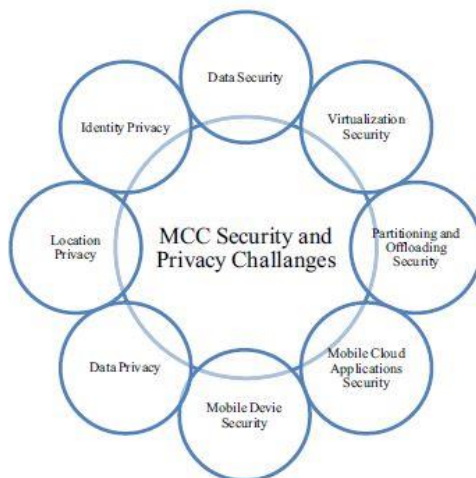 Data Security
Virtualization
Security
Partitioning and
Offloading
Security
Mobile Cloud
Applications
Security
Mobile Devie
Security
Data Privacy
Location
Privacy
Identity Privacy
MCC Security and
Privacy Challanges